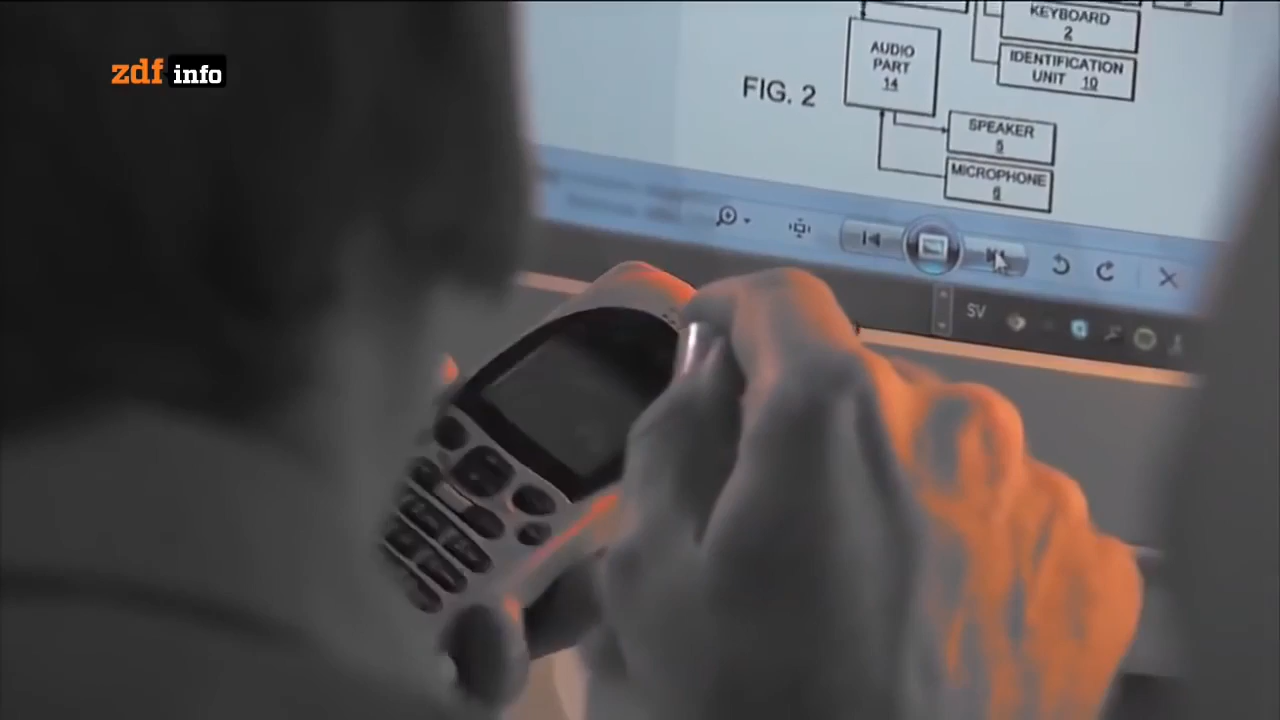 zdf info
KEYBOARD
2
AUDIO
PART
14
IDENTIFICATION
UNIT 10
FIG. 2
SPEAKER
5
MICROPHONE
6
SV